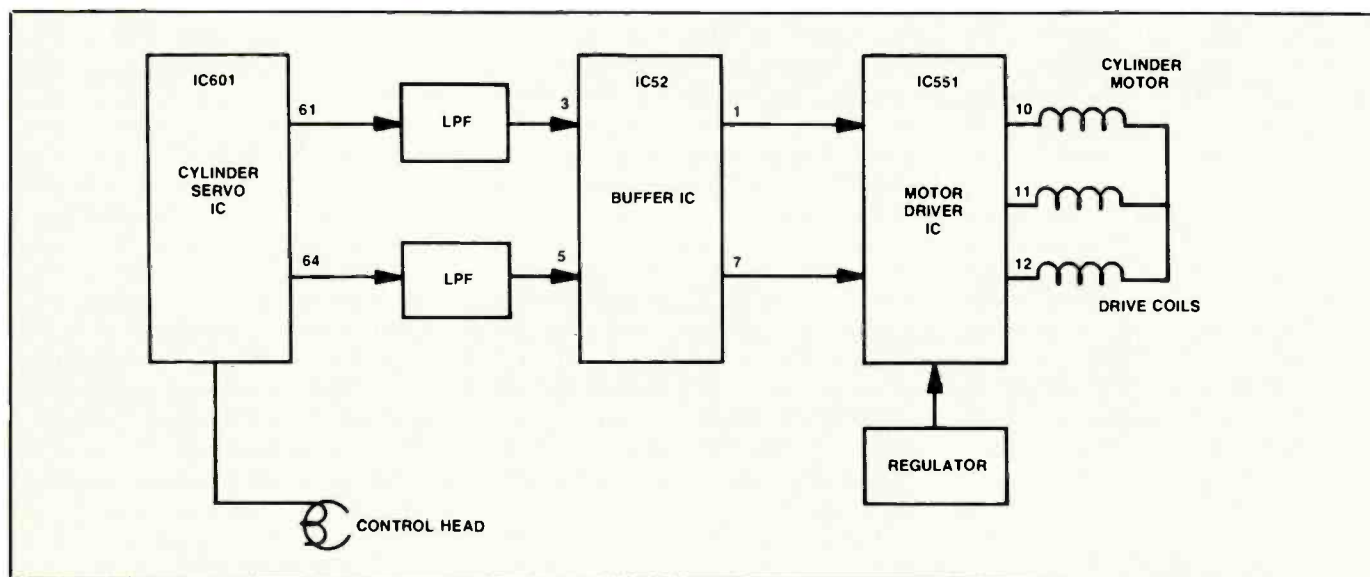 IC601
CYLINDER
SERVO
IC
61
64
LPF
LPF
3
5
IC52
BUFFER IC
1
7
IC551
MOTOR
DRIVER
IC
10
11
12
CYLINDER
MOTOR
DRIVE COILS
REGULATOR
CONTROL HEAD